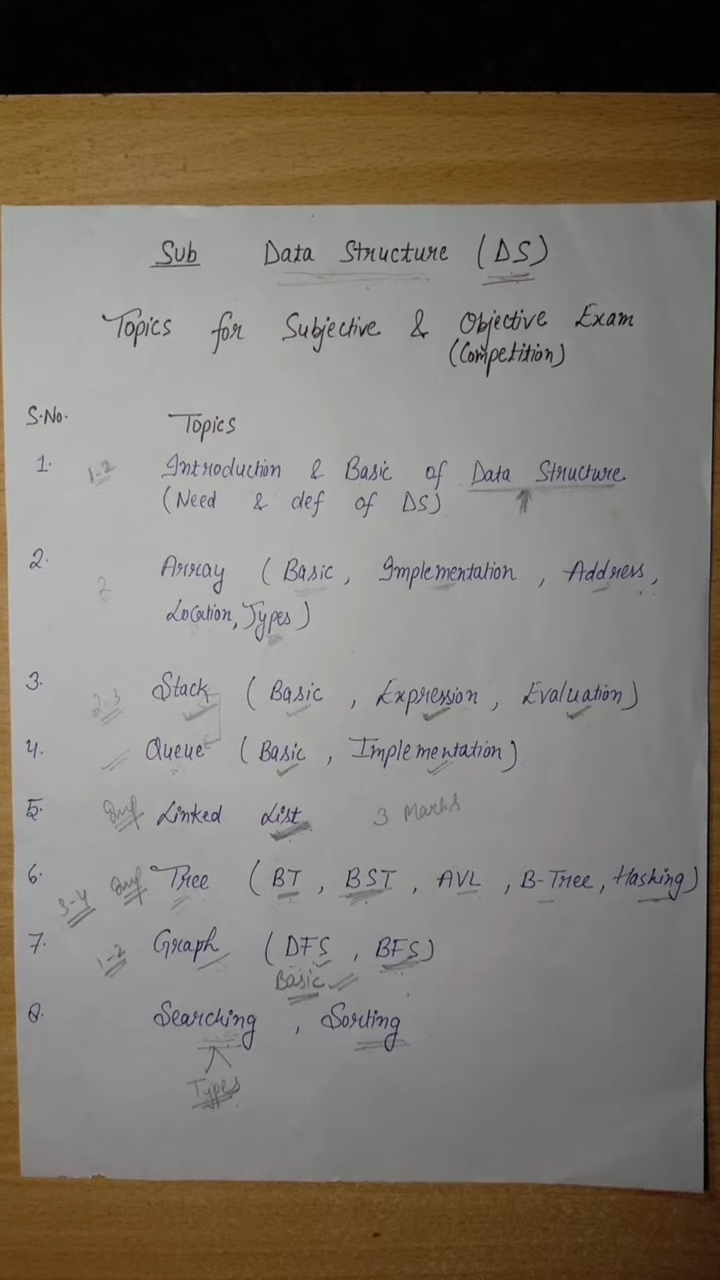 Sub Data Structure (DS)
Topics for Subjective & Objective Exam
(Competition)
S.No. Topics
1. 1-2 Introduction & Basic of Data Structure
(Need & def of DS)
2. 2 Array (Basic, Implementation, Address,
Location, Types)
3. 2-3 Stack (Basic, Expression, Evaluation)
4. Queue (Basic, Implementation)
5. Imp Linked List 3 Marks
6. 3-4 Imp Tree (BT, BST, AVL, B-Tree, Hashing)
7. 1-2 Graph (DFS, BFS)
Basic
8. Searching, Sorting
Types